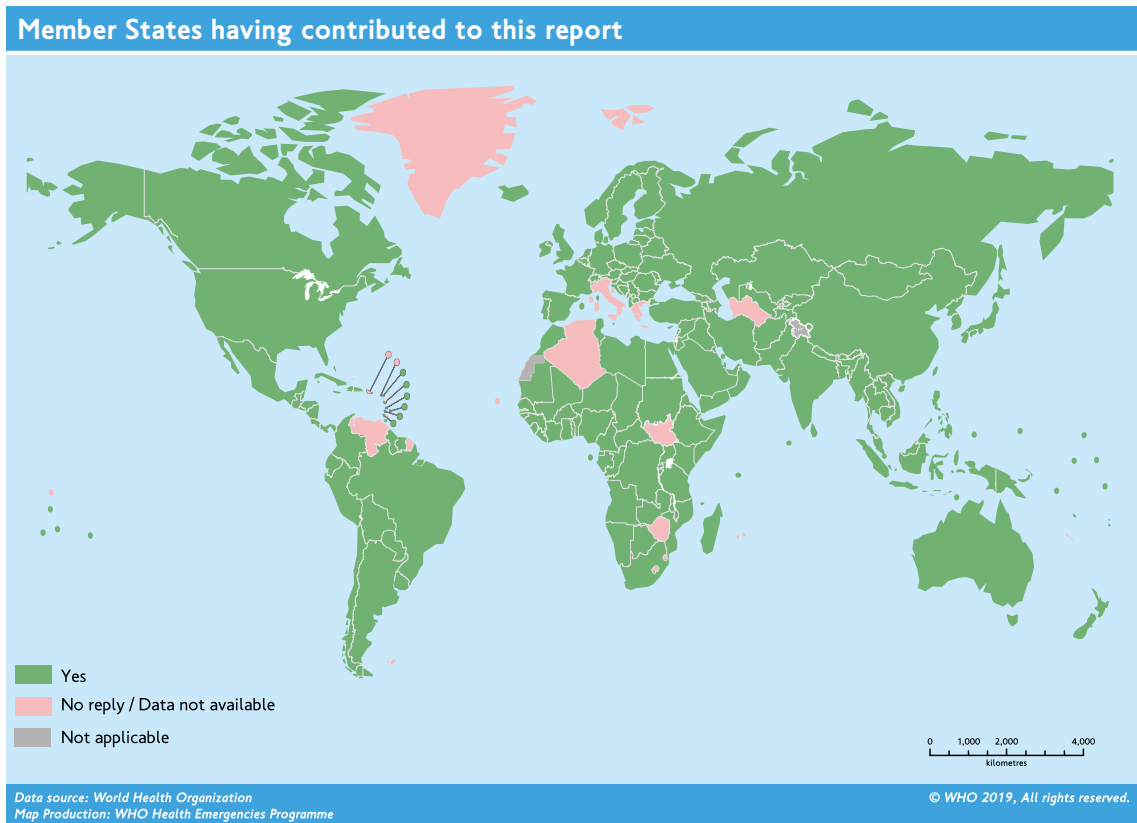 Member States having contributed to this report
Yes
No reply / Data not available
Not applicable
0 1,000 2,000 4,000
kilometres
Data source: World Health Organization
Map Production: WHO Health Emergencies Programme
© WHO 2019, All rights reserved.